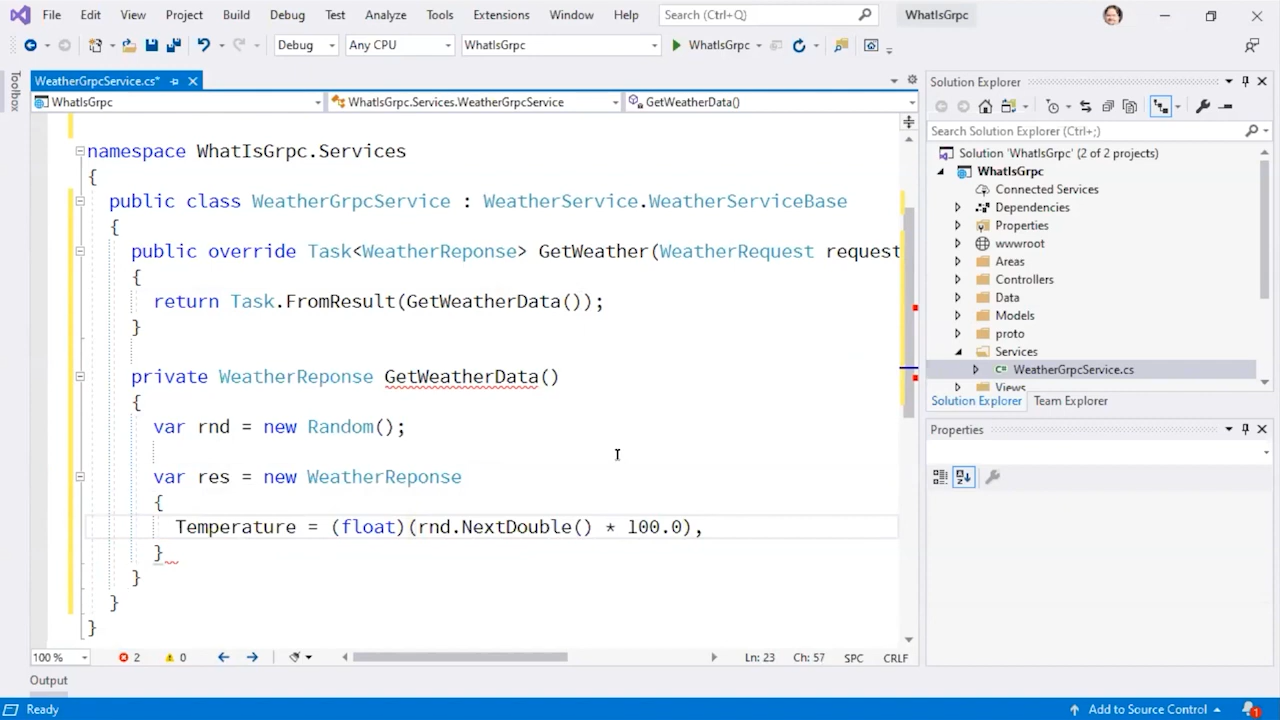 File Edit View Project Build Debug Test Analyze Tools Extensions Window Help Search (Ctrl+Q) WhatIsGrpc
Debug Any CPU WhatIsGrpc WhatIsGrpc
Toolbox
WeatherGrpcService.cs*
WhatIsGrpc WhatIsGrpc.Services.WeatherGrpcService GetWeatherData()
namespace WhatIsGrpc.Services
{
public class WeatherGrpcService : WeatherService.WeatherServiceBase
{
public override Task<WeatherReponse> GetWeather(WeatherRequest request
{
return Task.FromResult(GetWeatherData());
}
private WeatherReponse GetWeatherData()
{
var rnd = new Random();
var res = new WeatherReponse
{
Temperature = (float)(rnd.NextDouble() * 100.0),
}
}
}
}
100 % 2 0 Ln: 23 Ch: 57 SPC CRLF
Output
Solution Explorer
Search Solution Explorer (Ctrl+;)
Solution 'WhatIsGrpc' (2 of 2 projects)
WhatIsGrpc
Connected Services
Dependencies
Properties
wwwroot
Areas
Controllers
Data
Models
proto
Services
WeatherGrpcService.cs
Views
Solution Explorer Team Explorer
Properties
Ready Add to Source Control 1